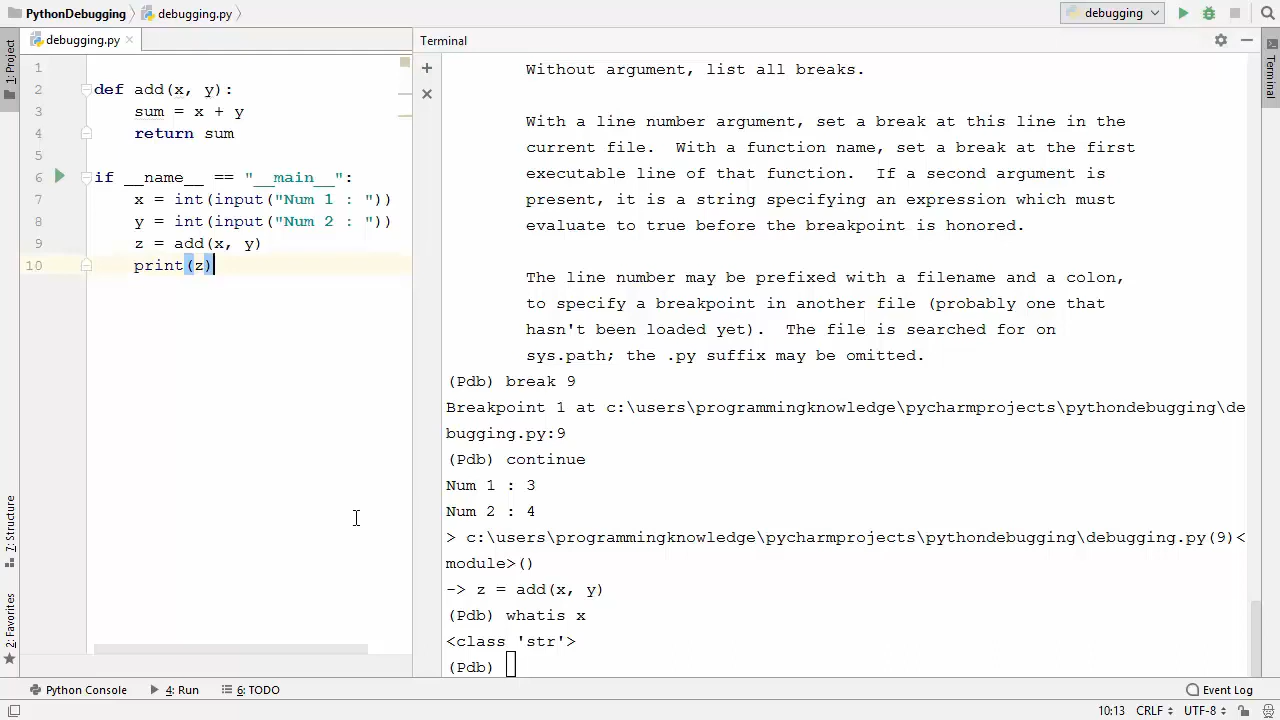 PythonDebugging
debugging.py
debugging
debugging.py
Terminal
1: Project
7: Structure
2: Favorites
Terminal
1
2 def add(x, y):
3 sum = x + y
4 return sum
5
6 if __name__ == "__main__":
7 x = int(input("Num 1 : "))
8 y = int(input("Num 2 : "))
9 z = add(x, y)
10 print(z)
Without argument, list all breaks.
With a line number argument, set a break at this line in the
current file.  With a function name, set a break at the first
executable line of that function.  If a second argument is
present, it is a string specifying an expression which must
evaluate to true before the breakpoint is honored.
The line number may be prefixed with a filename and a colon,
to specify a breakpoint in another file (probably one that
hasn't been loaded yet).  The file is searched for on
sys.path; the .py suffix may be omitted.
(Pdb) break 9
Breakpoint 1 at c:\users\programmingknowledge\pycharmprojects\pythondebugging\de
bugging.py:9
(Pdb) continue
Num 1 : 3
Num 2 : 4
> c:\users\programmingknowledge\pycharmprojects\pythondebugging\debugging.py(9)<
module>()
-> z = add(x, y)
(Pdb) whatis x
<class 'str'>
(Pdb)
Python Console
4: Run
6: TODO
Event Log
10:13 CRLF UTF-8